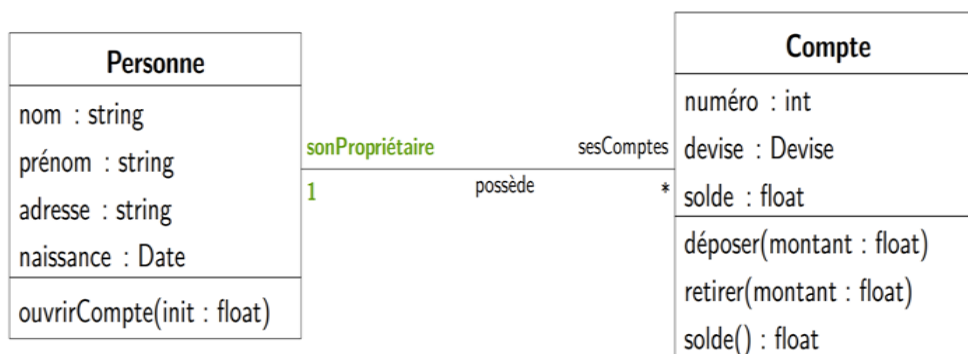 Personne
nom : string
prénom : string
adresse : string
naissance : Date
ouvrirCompte(init : float)
sonPropriétaire
1
possède
sesComptes
*
Compte
numéro : int
devise : Devise
solde : float
déposer(montant : float)
retirer(montant : float)
solde() : float